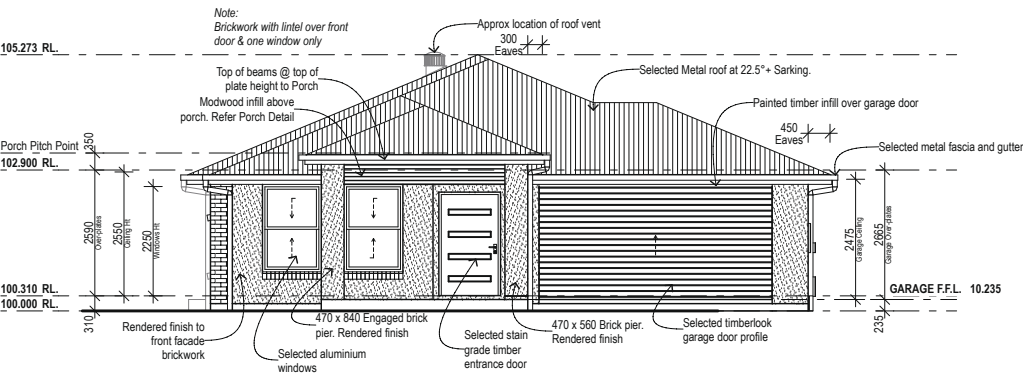 Note:
Brickwork with lintel over front
door & one window only
Approx location of roof vent
300
Eaves
105.273 RL.
Top of beams @ top of
plate height to Porch
Selected Metal roof at 22.5°+ Sarking.
Modwood infill above
porch. Refer Porch Detail
Painted timber infill over garage door
450
Eaves
Porch Pitch Point
350
Selected metal fascia and gutter
102.900 RL.
2590
Over-plates
2550
Ceiling Ht
2250
Windows Ht
2475
Garage Ceiling
2665
Garage Over-plates
100.310 RL.
GARAGE F.F.L. 10.235
100.000 RL.
310
235
Rendered finish to
front facade
brickwork
Selected aluminium
windows
470 x 840 Engaged brick
pier. Rendered finish
Selected stain
grade timber
entrance door
470 x 560 Brick pier.
Rendered finish
Selected timberlook
garage door profile